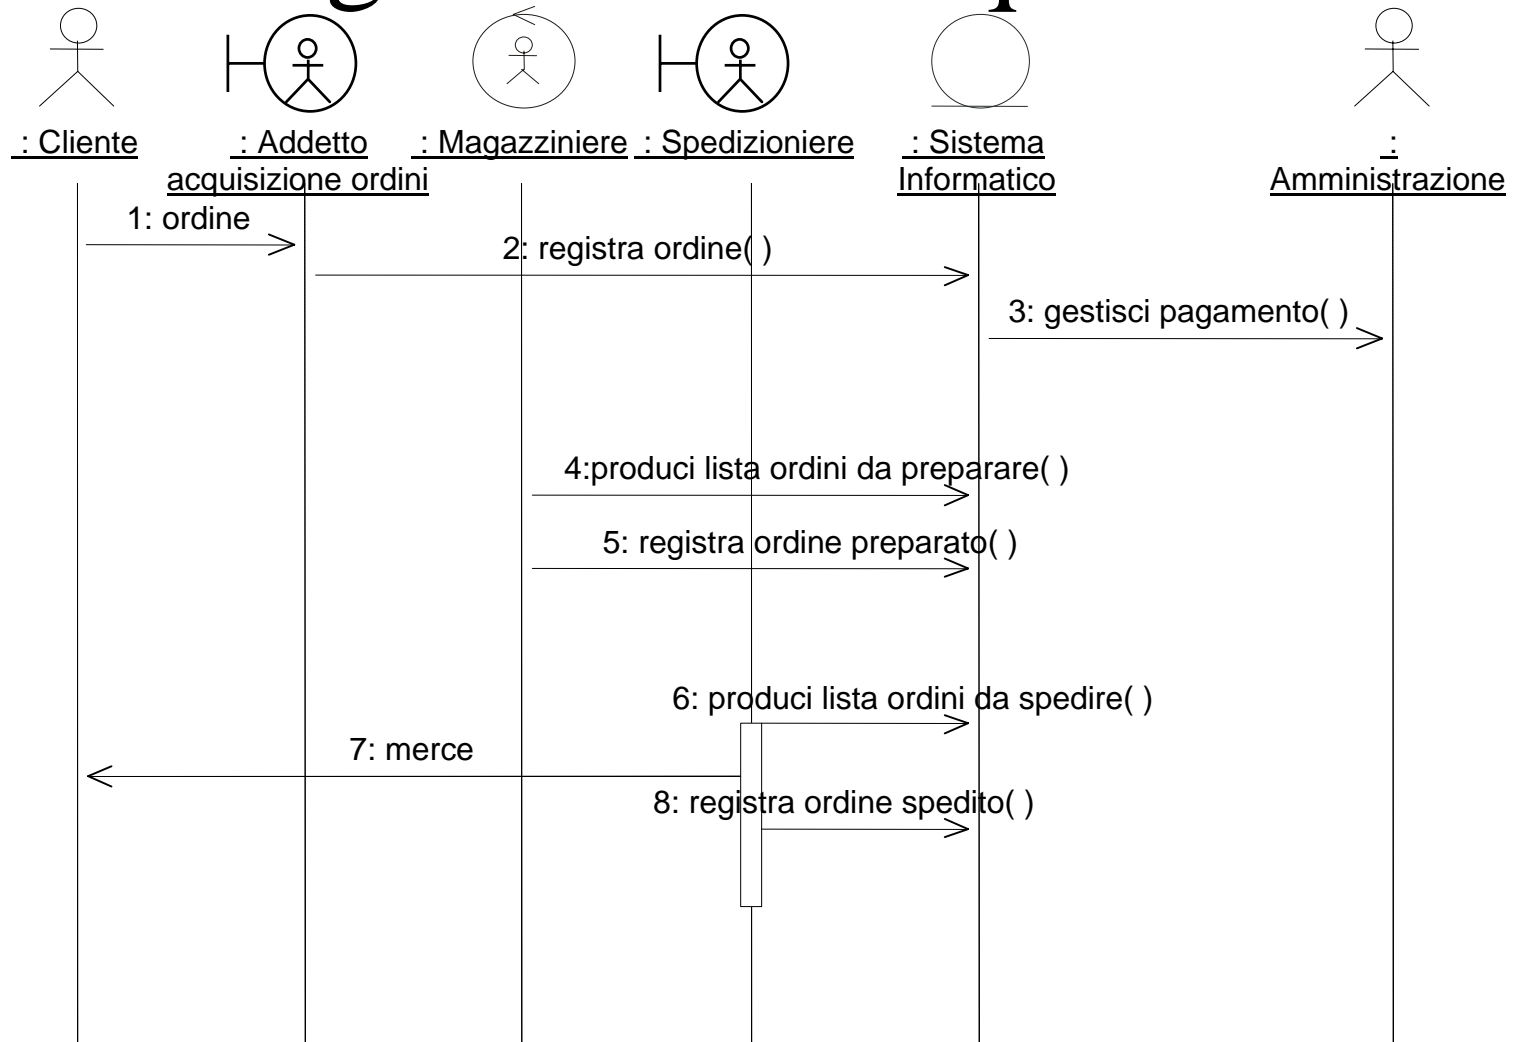 : Cliente
: Addetto
acquisizione ordini
: Magazziniere
: Spedizioniere
: Sistema
Informatico
:
Amministrazione
1: ordine
2: registra ordine( )
3: gestisci pagamento( )
4:produci lista ordini da preparare( )
5: registra ordine preparato( )
6: produci lista ordini da spedire( )
7: merce
8: registra ordine spedito( )